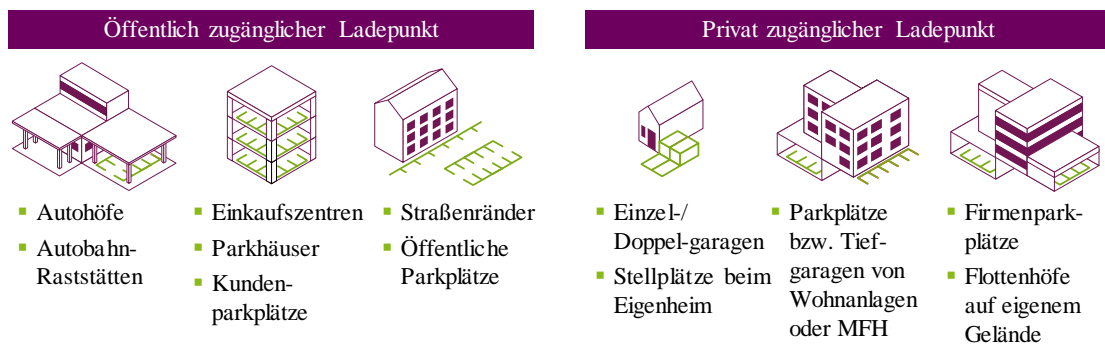 Öffentlich zugänglicher Ladepunkt
Autohöfe
Autobahn-
Raststätten
Einkaufszentren
Parkhäuser
Kunden-
parkplätze
Straßenränder
Öffentliche
Parkplätze
Privat zugänglicher Ladepunkt
Einzel-/
Doppel-garagen
Stellplätze beim
Eigenheim
Parkplätze
bzw. Tief-
garagen von
Wohnanlagen
oder MFH
Firmenpark-
plätze
Flottenhöfe
auf eigenem
Gelände